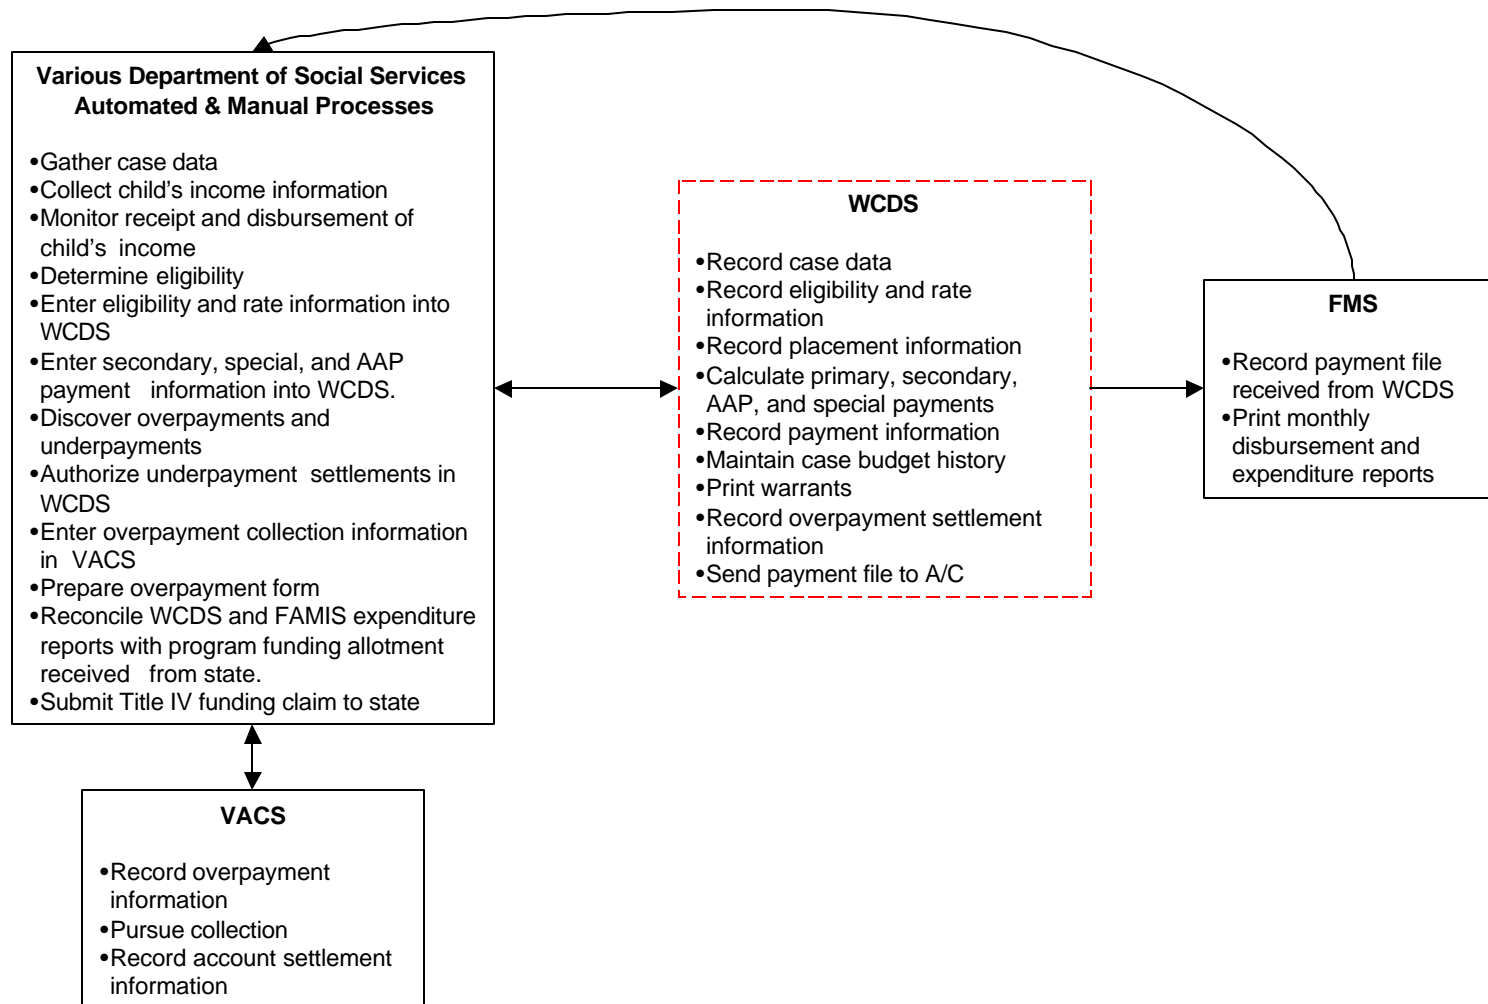 Various Department of Social Services
Automated & Manual Processes
•Gather case data
•Collect child's income information
•Monitor receipt and disbursement of
child's income
•Determine eligibility
•Enter eligibility and rate information into
WCDS
•Enter secondary, special, and AAP
payment information into WCDS.
•Discover overpayments and
underpayments
•Authorize underpayment settlements in
WCDS
•Enter overpayment collection information
in VACS
•Prepare overpayment form
•Reconcile WCDS and FAMIS expenditure
reports with program funding allotment
received from state.
•Submit Title IV funding claim to state
WCDS
•Record case data
•Record eligibility and rate
information
•Record placement information
•Calculate primary, secondary,
AAP, and special payments
•Record payment information
•Maintain case budget history
•Print warrants
•Record overpayment settlement
information
•Send payment file to A/C
FMS
•Record payment file
received from WCDS
•Print monthly
disbursement and
expenditure reports
VACS
•Record overpayment
information
•Pursue collection
•Record account settlement
information